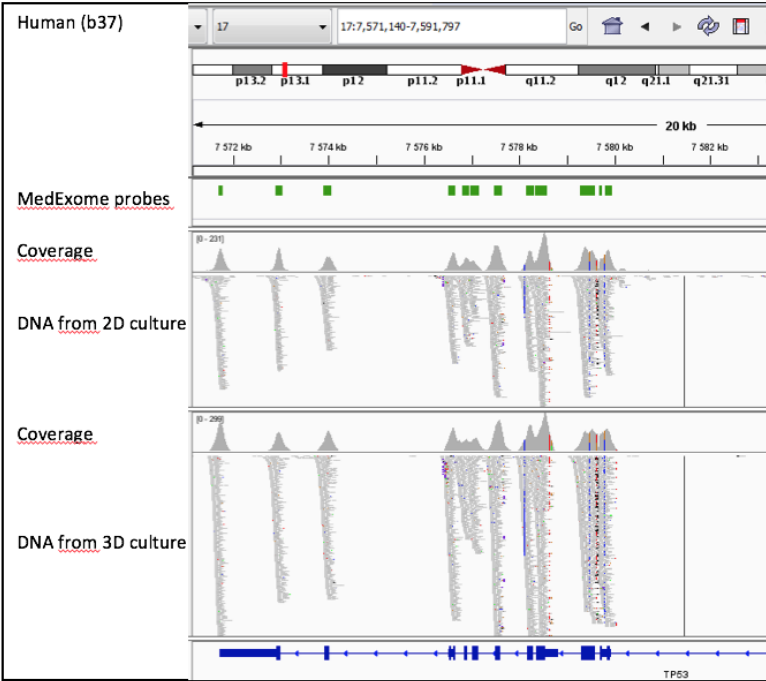 Human (b37)
17
17:7,571,140-7,591,797
Go
p13.2 p13.1 p12 p11.2 p11.1 q11.2 q12 q21.1 q21.31
20 kb
7 572 kb 7 574 kb 7 576 kb 7 578 kb 7 580 kb 7 582 kb
MedExome probes
Coverage
[0 - 231]
DNA from 2D culture
Coverage
[0 - 299]
DNA from 3D culture
TP53